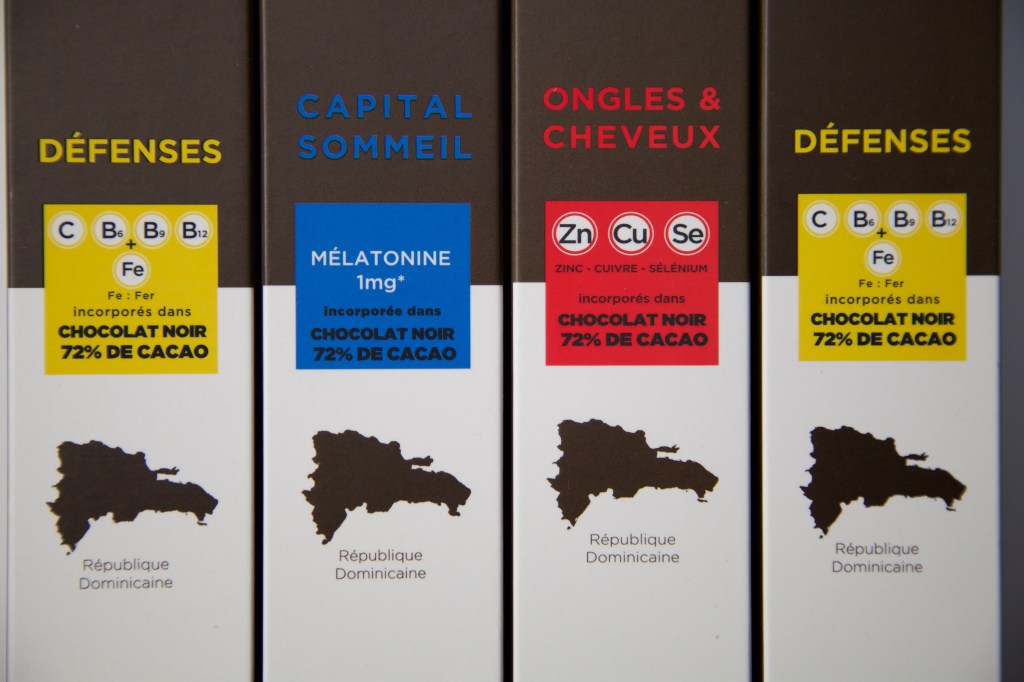 DÉFENSES
C B6 B9 B12
+
Fe
Fe : Fer
incorporés dans
CHOCOLAT NOIR
72% DE CACAO
République
Dominicaine
CAPITAL
SOMMEIL
MÉLATONINE
1mg*
incorporée dans
CHOCOLAT NOIR
72% DE CACAO
République
Dominicaine
ONGLES &
CHEVEUX
Zn Cu Se
ZINC - CUIVRE - SÉLÉNIUM
incorporés dans
CHOCOLAT NOIR
72% DE CACAO
République
Dominicaine
DÉFENSES
C B6 B9 B12
+
Fe
Fe : Fer
incorporés dans
CHOCOLAT NOIR
72% DE CACAO
République
Dominicaine